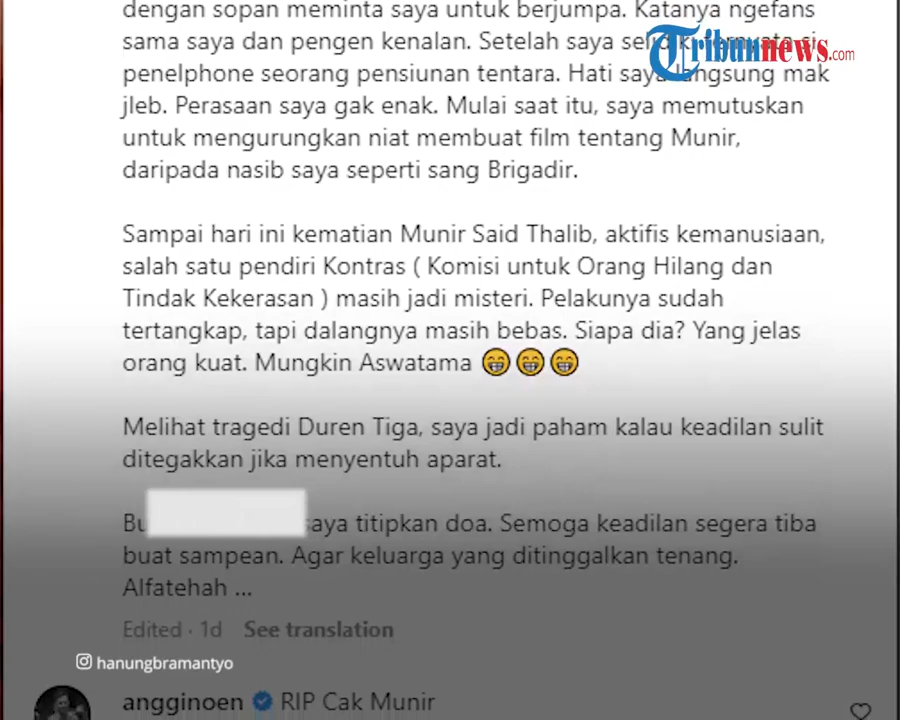 dengan sopan meminta saya untuk berjumpa. Katanya ngefans
sama saya dan pengen kenalan. Setelah saya
Tribunnews.com
penelphone seorang pensiunan tentara. Hati saya langsung mak
jleb. Perasaan saya gak enak. Mulai saat itu, saya memutuskan
untuk mengurungkan niat membuat film tentang Munir,
daripada nasib saya seperti sang Brigadir.
Sampai hari ini kematian Munir Said Thalib, aktifis kemanusiaan,
salah satu pendiri Kontras ( Komisi untuk Orang Hilang dan
Tindak Kekerasan ) masih jadi misteri. Pelakunya sudah
tertangkap, tapi dalangnya masih bebas. Siapa dia? Yang jelas
orang kuat. Mungkin Aswatama 😁😁😁
Melihat tragedi Duren Tiga, saya jadi paham kalau keadilan sulit
ditegakkan jika menyentuh aparat.
saya titipkan doa. Semoga keadilan segera tiba
buat sampean. Agar keluarga yang ditinggalkan tenang.
Alfatehah ...
Edited · 1d See translation
hanungbramantyo
angginoen RIP Cak Munir